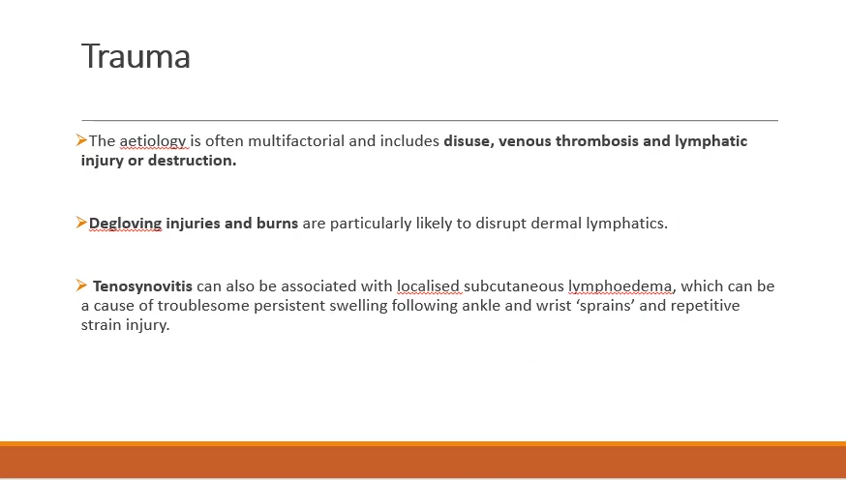 Trauma
➢The aetiology is often multifactorial and includes disuse, venous thrombosis and lymphatic
injury or destruction.
➢Degloving injuries and burns are particularly likely to disrupt dermal lymphatics.
➢ Tenosynovitis can also be associated with localised subcutaneous lymphoedema, which can be
a cause of troublesome persistent swelling following ankle and wrist ‘sprains’ and repetitive
strain injury.